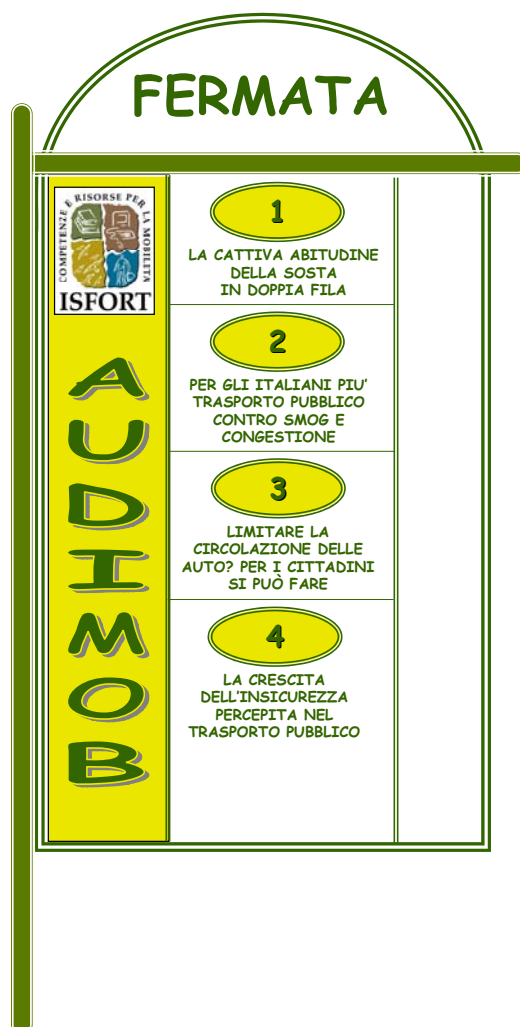 FERMATA
COMPETENZE E RISORSE PER LA MOBILITÀ
ISFORT
AUDIMOB
1
LA CATTIVA ABITUDINE
DELLA SOSTA
IN DOPPIA FILA
2
PER GLI ITALIANI PIU'
TRASPORTO PUBBLICO
CONTRO SMOG E
CONGESTIONE
3
LIMITARE LA
CIRCOLAZIONE DELLE
AUTO? PER I CITTADINI
SI PUÒ FARE
4
LA CRESCITA
DELL'INSICUREZZA
PERCEPITA NEL
TRASPORTO PUBBLICO